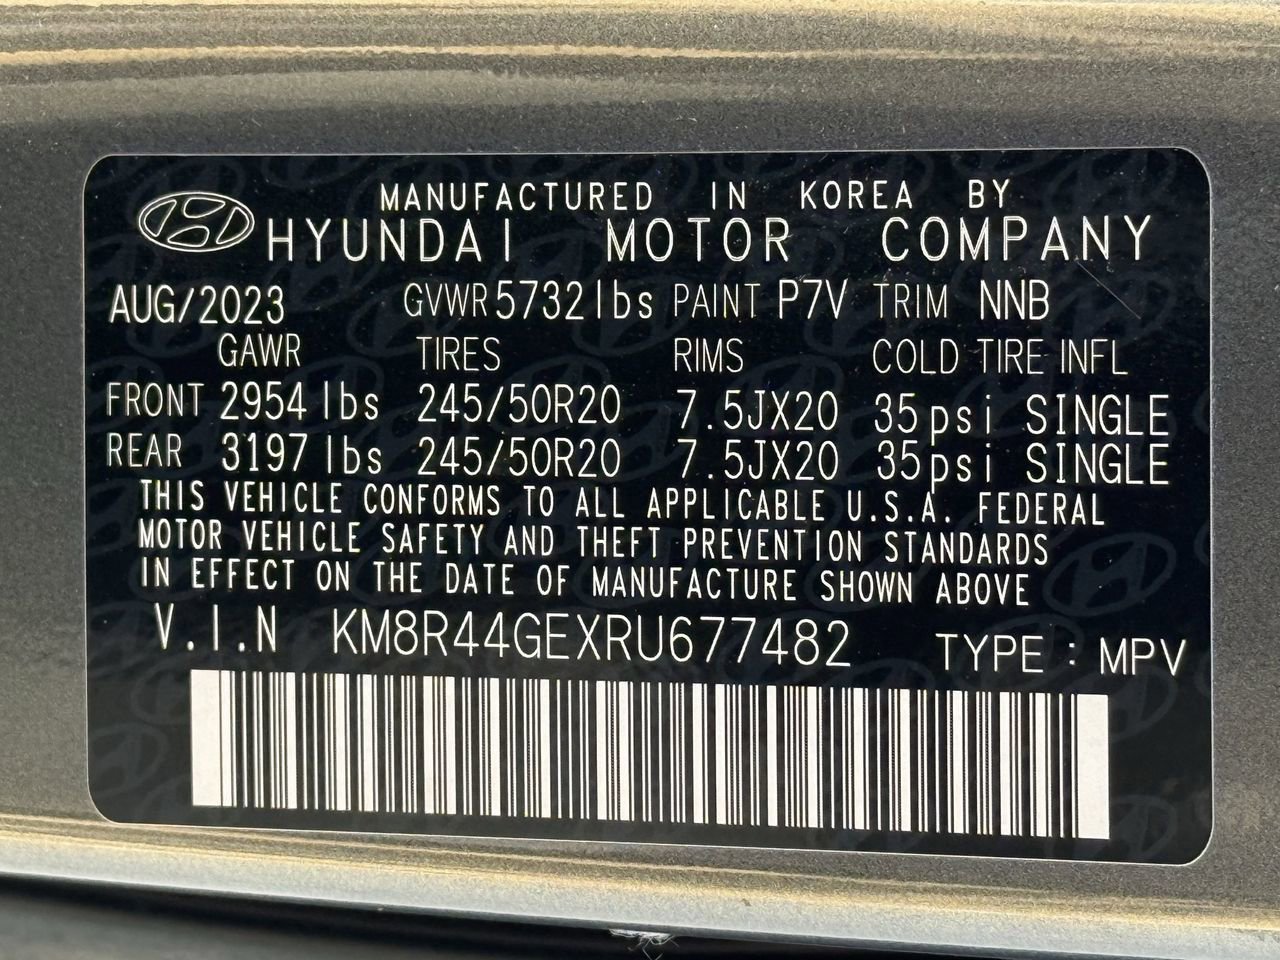 MANUFACTURED IN KOREA BY
HYUNDAI MOTOR COMPANY
AUG/2023 GVWR 5732lbs PAINT P7V TRIM NNB
GAWR TIRES RIMS COLD TIRE INFL
FRONT 2954 lbs 245/50R20 7.5JX20 35psi SINGLE
REAR 3197 lbs 245/50R20 7.5JX20 35psi SINGLE
THIS VEHICLE CONFORMS TO ALL APPLICABLE U.S.A. FEDERAL
MOTOR VEHICLE SAFETY AND THEFT PREVENTION STANDARDS
IN EFFECT ON THE DATE OF MANUFACTURE SHOWN ABOVE
V.I.N KM8R44GEXRU677482 TYPE : MPV